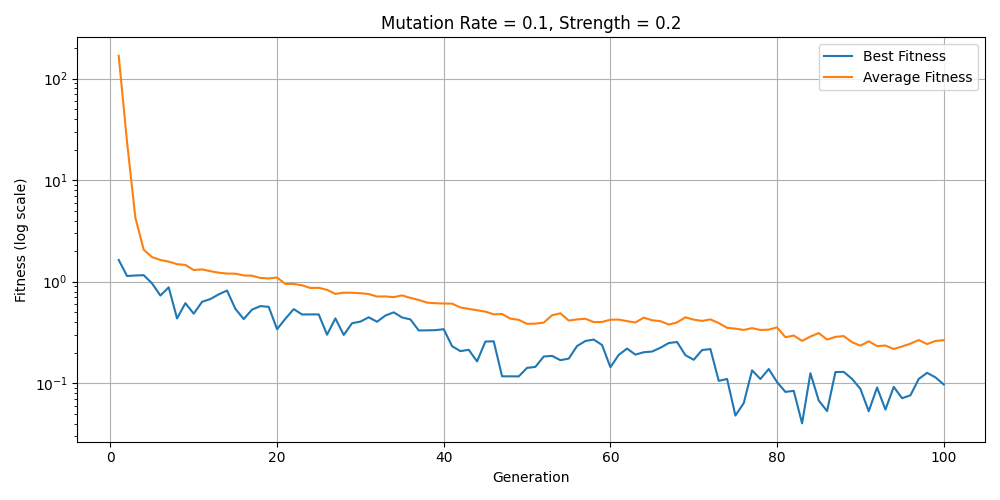 Mutation Rate = 0.1, Strength = 0.2
Best Fitness
Average Fitness
Fitness (log scale)
10²
10¹
10⁰
10⁻¹
0 20 40 60 80 100
Generation